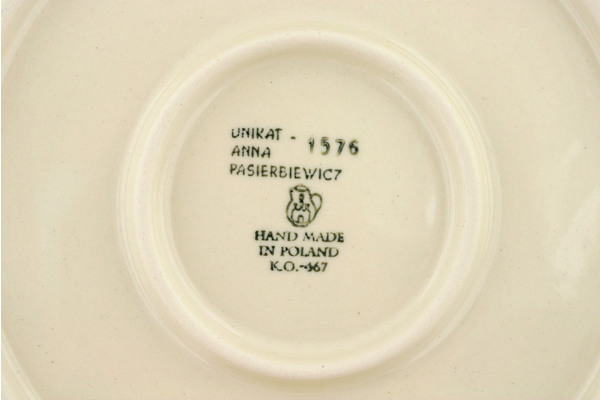 UNIKAT - 1576
ANNA
PASIERBIEWICZ
HAND MADE
IN POLAND
K.O.-467